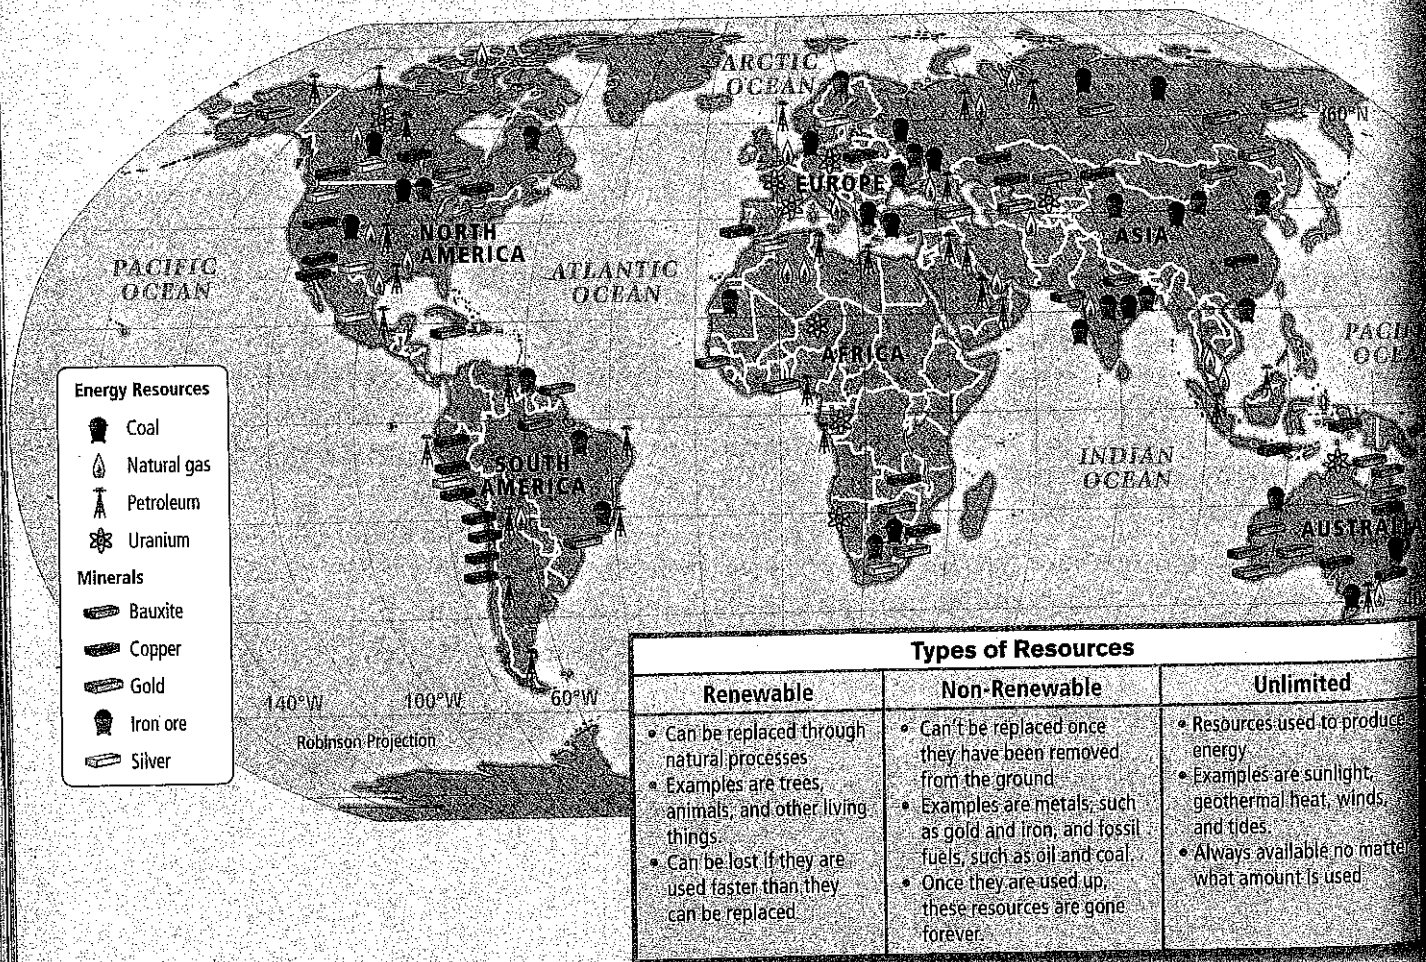 ARCTIC
OCEAN
60°N
EUROPE
NORTH
AMERICA
ASIA
PACIFIC
OCEAN
ATLANTIC
OCEAN
AFRICA
Energy Resources
Coal
Natural gas
Petroleum
Uranium
Minerals
Bauxite
Copper
Gold
Iron ore
Silver
SOUTH
AMERICA
INDIAN
OCEAN
140°W
100°W
60°W
Robinson Projection
Types of Resources
Renewable
• Can be replaced through
natural processes
• Examples are trees,
animals, and other living
things.
• Can be lost if they are
used faster than they
can be replaced
Non-Renewable
• Can't be replaced once
they have been removed
from the ground
• Examples are metals, such
as gold and iron, and fossil
fuels, such as oil and coal.
• Once they are used up,
these resources are gone
forever.
Unlimited
• Resources used to produce
energy
• Examples are sunlight,
geothermal heat, winds,
and tides.
• Always available no matter
what amount is used